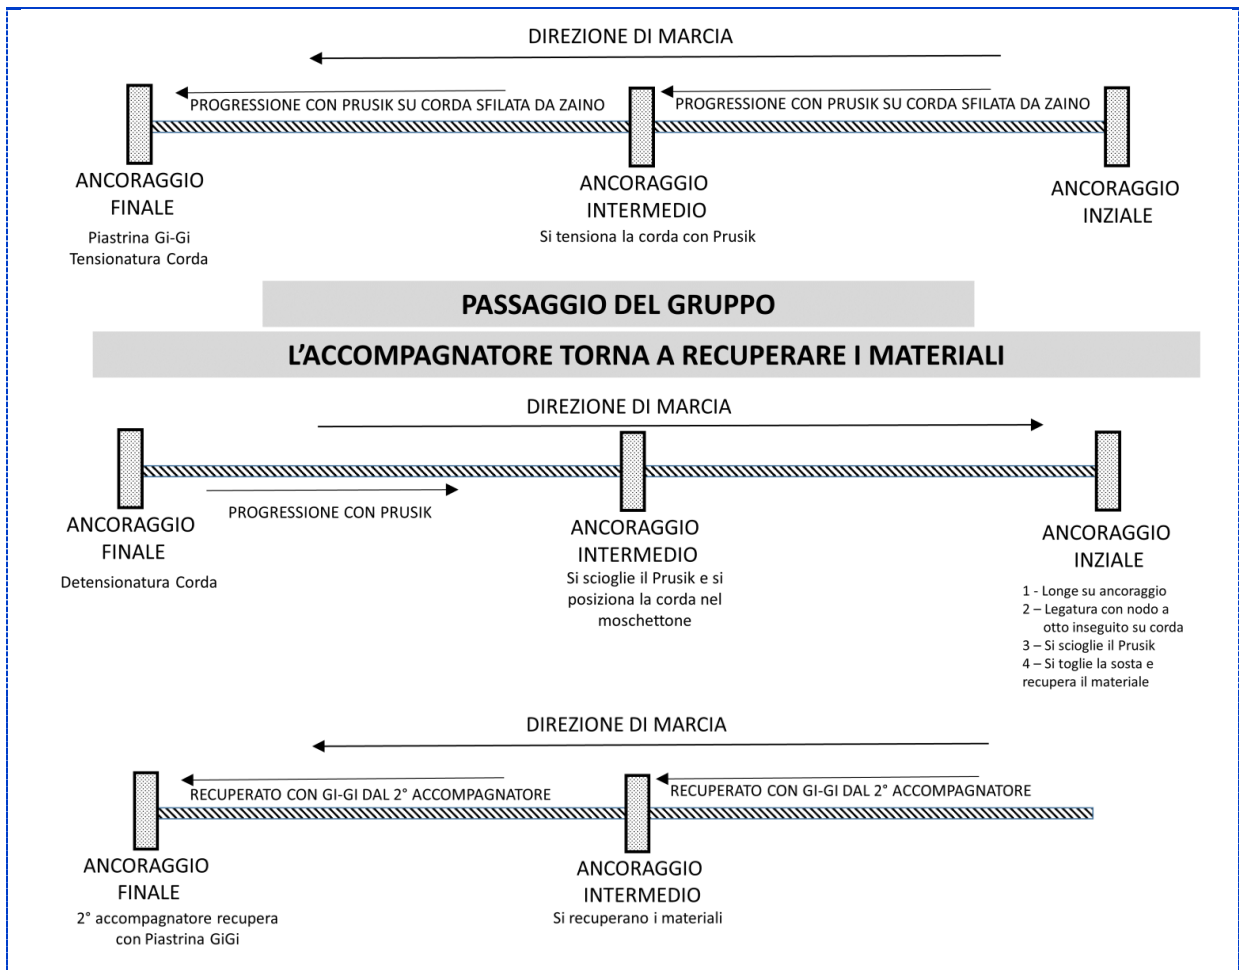 DIREZIONE DI MARCIA
PROGRESSIONE CON PRUSIK SU CORDA SFILATA DA ZAINO
PROGRESSIONE CON PRUSIK SU CORDA SFILATA DA ZAINO
ANCORAGGIO
FINALE
Piastrina Gi-Gi
Tensionatura Corda
ANCORAGGIO
INTERMEDIO
Si tensiona la corda con Prusik
ANCORAGGIO
INZIALE
PASSAGGIO DEL GRUPPO
L’ACCOMPAGNATORE TORNA A RECUPERARE I MATERIALI
DIREZIONE DI MARCIA
PROGRESSIONE CON PRUSIK
ANCORAGGIO
FINALE
Detensionatura Corda
ANCORAGGIO
INTERMEDIO
Si scioglie il Prusik e si
posiziona la corda nel
moschettone
ANCORAGGIO
INZIALE
1 - Longe su ancoraggio
2 – Legatura con nodo a
otto inseguito su corda
3 – Si scioglie il Prusik
4 – Si toglie la sosta e
recupera il materiale
DIREZIONE DI MARCIA
RECUPERATO CON GI-GI DAL 2° ACCOMPAGNATORE
RECUPERATO CON GI-GI DAL 2° ACCOMPAGNATORE
ANCORAGGIO
FINALE
2° accompagnatore recupera
con Piastrina GiGi
ANCORAGGIO
INTERMEDIO
Si recuperano i materiali